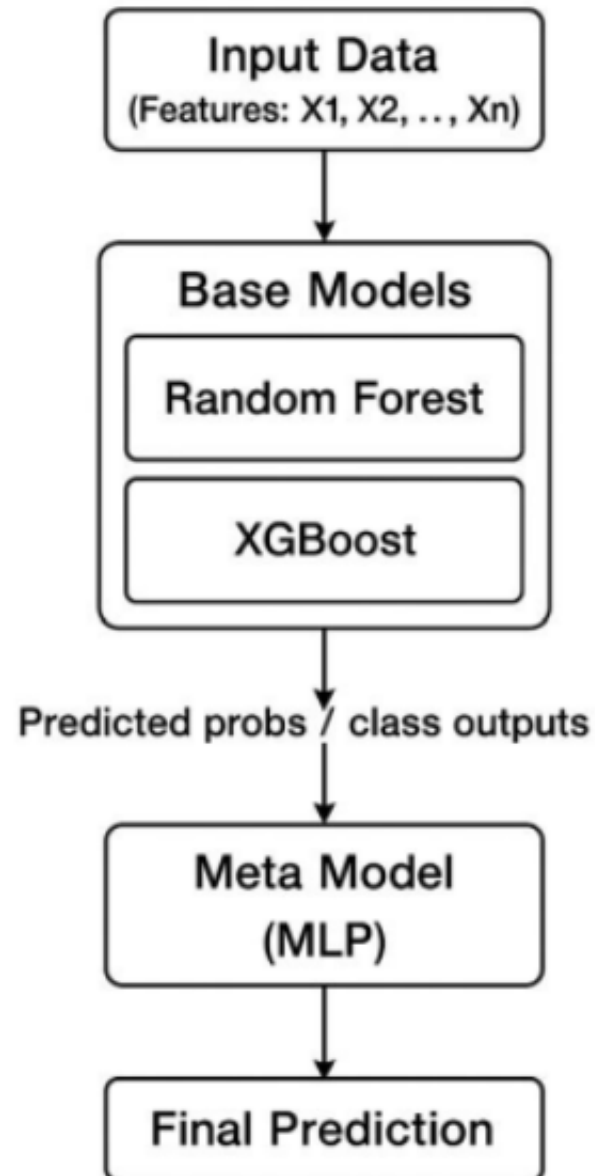 Input Data
(Features: X1, X2, .., Xn)
Base Models
Random Forest
XGBoost
Predicted probs / class outputs
Meta Model
(MLP)
Final Prediction